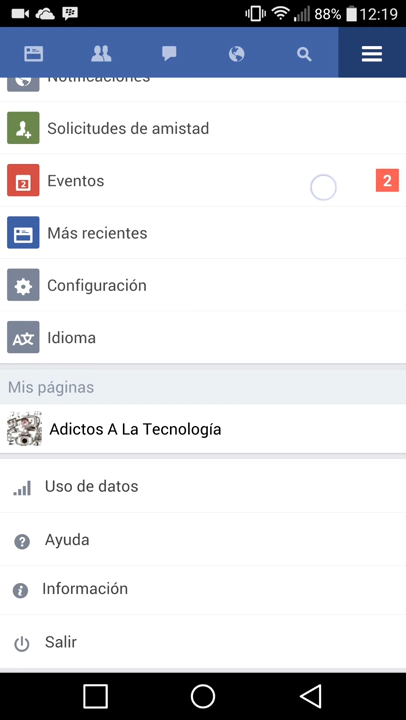 88% 12:19
Notificaciones
Solicitudes de amistad
Eventos 2
Más recientes
Configuración
Idioma
Mis páginas
Adictos A La Tecnología
Uso de datos
Ayuda
Información
Salir